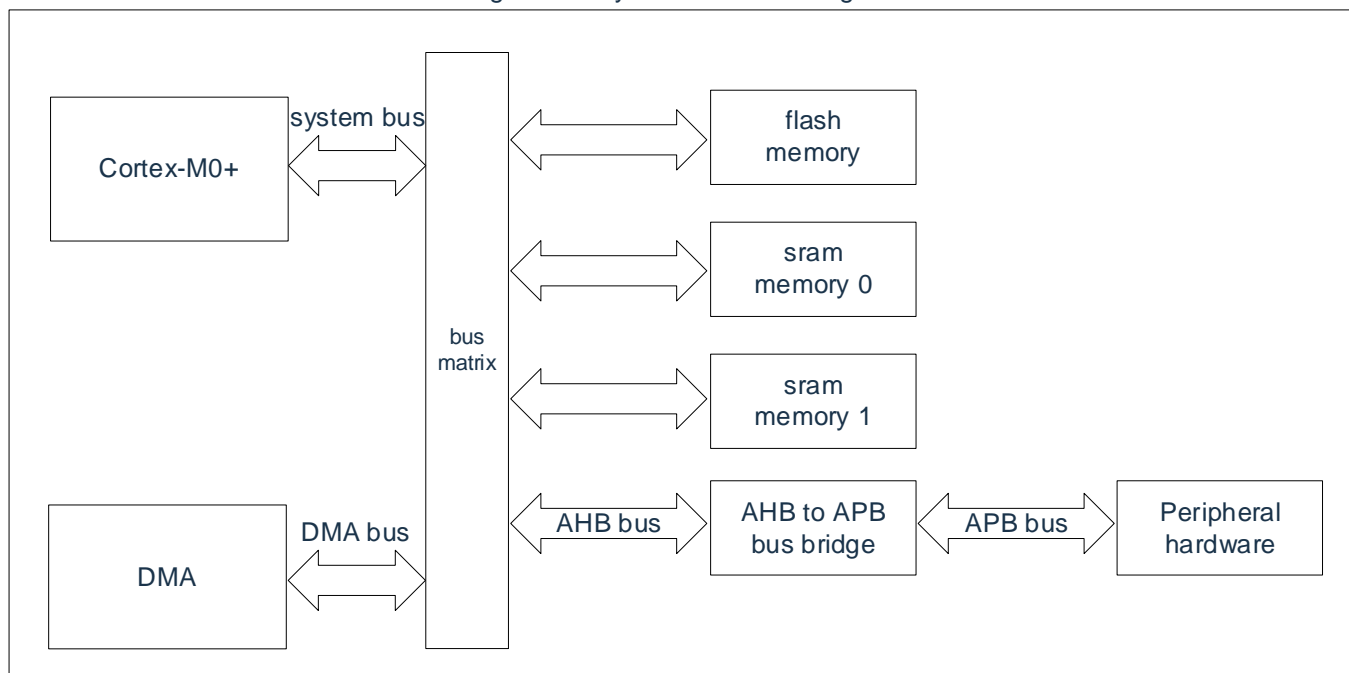 system bus
Cortex-M0+
flash
memory
sram
memory 0
bus
matrix
sram
memory 1
DMA bus
DMA
AHB bus
AHB to APB
bus bridge
APB bus
Peripheral
hardware